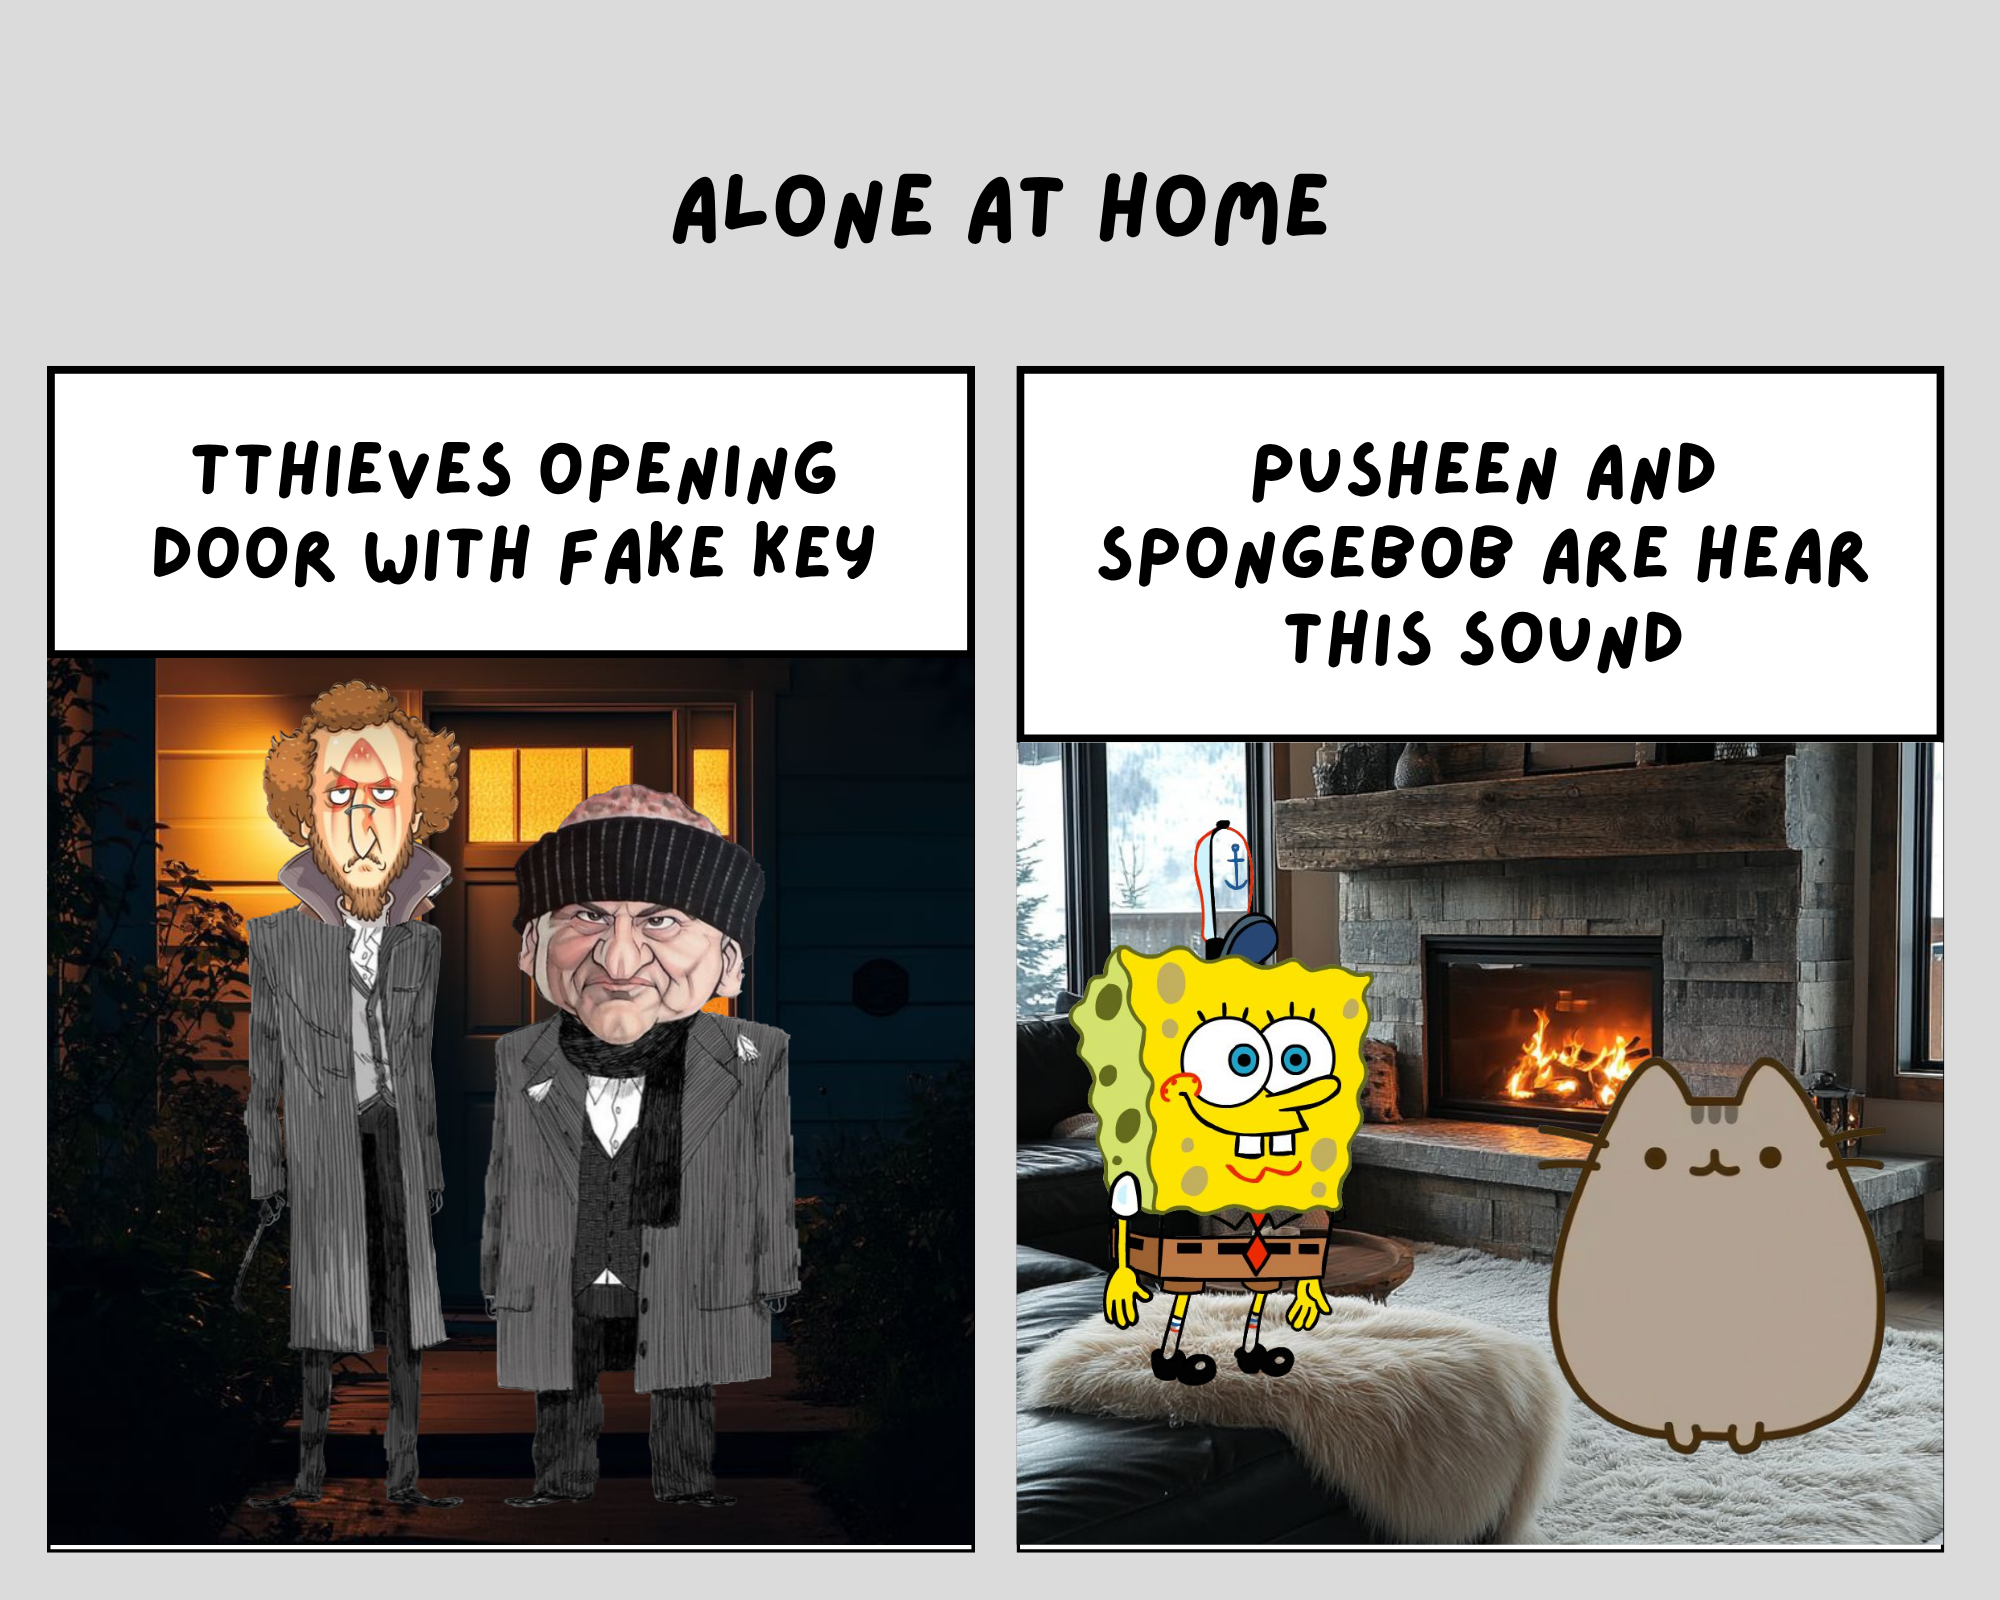 ALONE AT HOME
TTHIEVES OPENING
DOOR WITH FAKE KEY
PUSHEEN AND
SPONGEBOB ARE HEAR
THIS SOUND